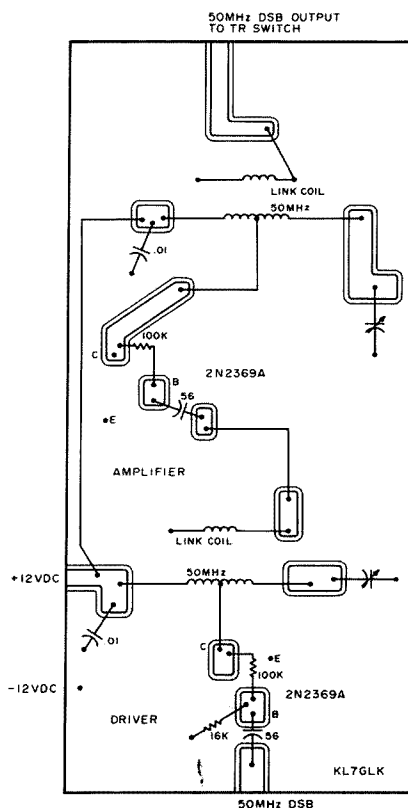 50MHz DSB OUTPUT
TO TR SWITCH
LINK COIL
50MHz
.01
100K
C
2N2369A
B
56
E
AMPLIFIER
LINK COIL
50MHz
+12VDC
.01
C
E
100K
-12VDC
2N2369A
B
DRIVER
16K
56
KL7GLK
50MHz DSB